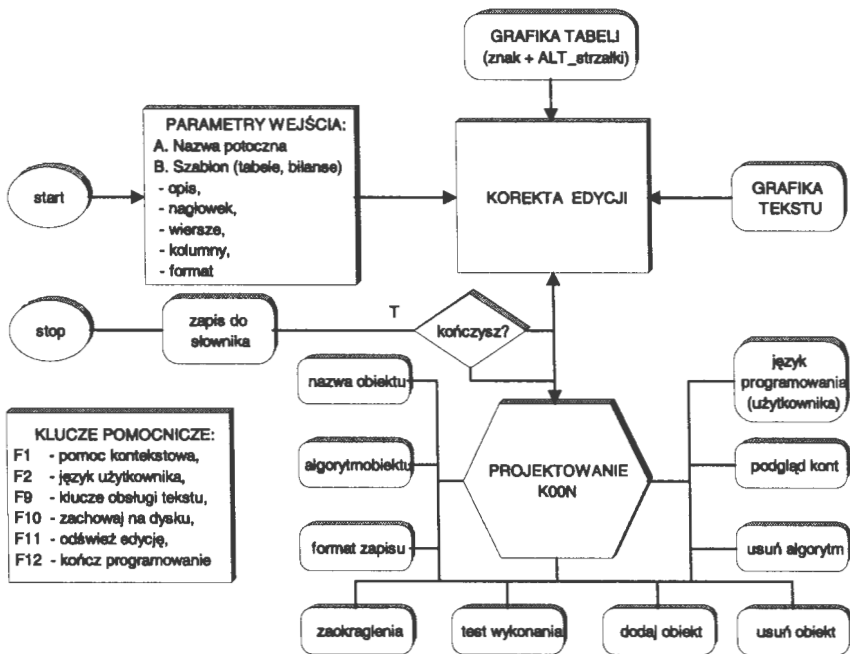 GRAFIKA TABELI
(znak + ALT_strzałki)
PARAMETRY WEJŚCIA:
A. Nazwa potoczna
B. Szablon (tabele, bilanse)
- opis,
- nagłowek,
- wiersze,
- kolumny,
- format
start
KOREKTA EDYCJI
GRAFIKA
TEKSTU
stop
zapis do
słownika
T
kończysz?
nazwa obiektu
język
programowania
(użytkownika)
KLUCZE POMOCNICZE:
F1 - pomoc kontekstowa,
F2 - język użytkownika,
F9 - klucze obsługi tekstu,
F10 - zachowaj na dysku,
F11 - odśwież edycję,
F12 - kończ programowanie
algorytmobiektu
PROJEKTOWANIE
K00N
podgląd kont
format zapisu
usuń algorytm
zaokrąglenia
test wykonania
dodaj obiekt
usuń obiekt